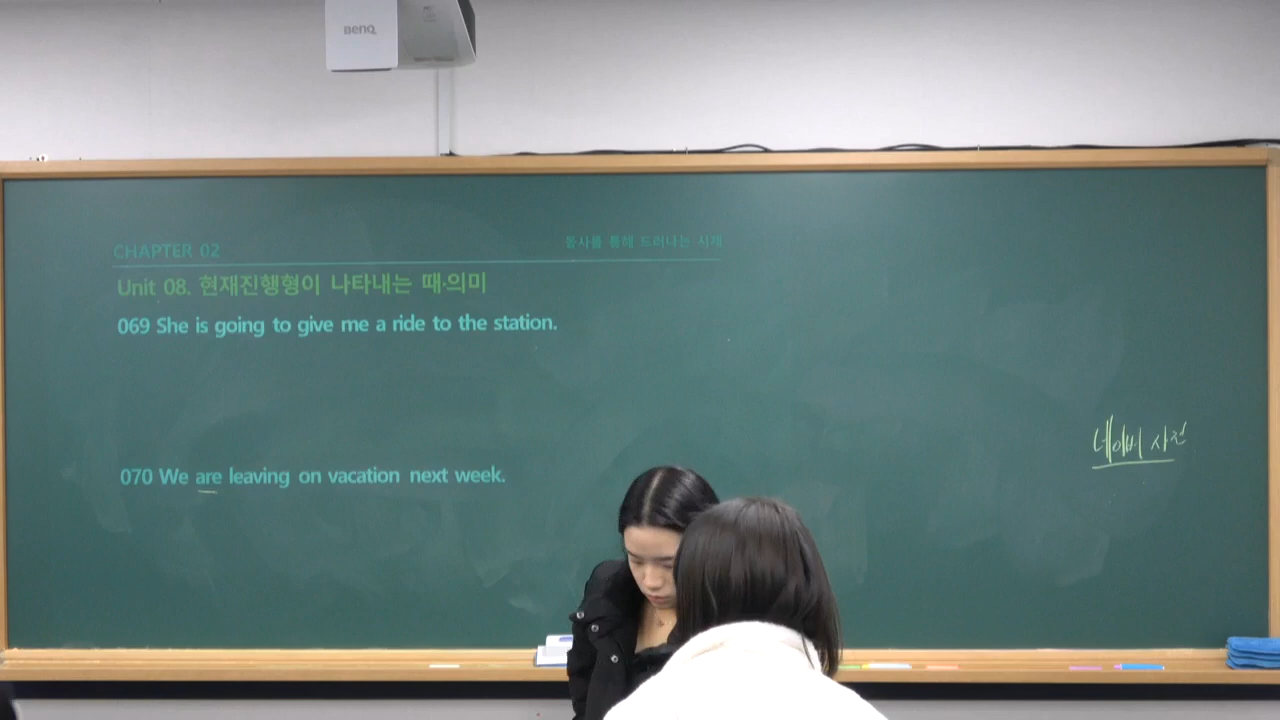 BenQ
CHAPTER 02
동사를 통해 드러나는 시제
Unit 08. 현재진행형이 나타내는 때·의미
069 She is going to give me a ride to the station.
네이버 사전
070 We are leaving on vacation next week.